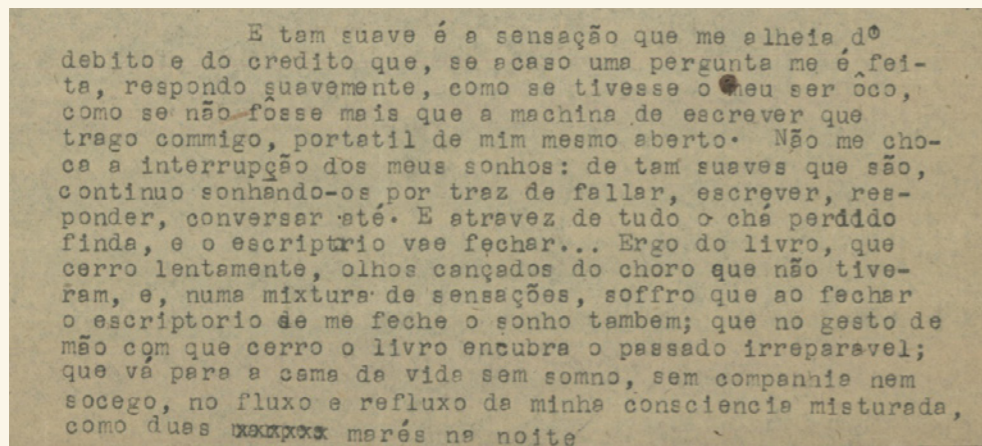 E tam suave é a sensação que me alheia do
debito e do credito que, se acaso uma pergunta me é fei-
ta, respondo suavemente, como se tivesse o meu ser ôco,
como se não fôsse mais que a machina de escrever que
trago commigo, portatil de mim mesmo aberto. Não me cho-
ca a interrupção dos meus sonhos: de tam suaves que são,
continuo sonhando-os por traz de fallar, escrever, res-
ponder, conversar até. E atravez de tudo o chá perdido
finda, e o escriptrio vae fechar... Ergo do livro, que
cerro lentamente, olhos cançados do choro que não tive-
ram, e, numa mixtura de sensações, soffro que ao fechar
o escriptorio se me feche o sonho tambem; que no gesto de
mão com que cerro o livro encubra o passado irreparavel;
que vá para a cama da vida sem somno, sem companhia nem
socego, no fluxo e refluxo da minha consciencia misturada,
como duas marés na noite